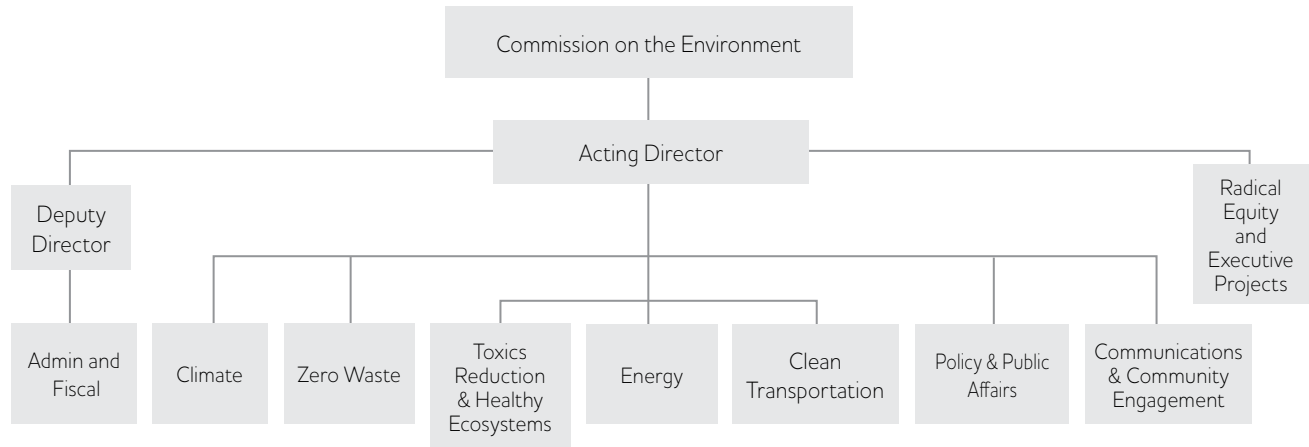 Commission on the Environment
Acting Director
Deputy
Director
Radical
Equity
and
Executive
Projects
Admin and
Fiscal
Climate
Zero Waste
Toxics
Reduction
& Healthy
Ecosystems
Energy
Clean
Transportation
Policy & Public
Affairs
Communications
& Community
Engagement